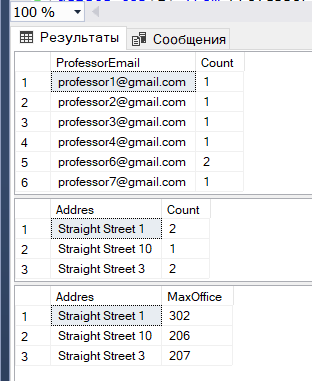 100 %
Результаты Сообщения
ProfessorEmail Count
1 professor1@gmail.com 1
2 professor2@gmail.com 1
3 professor3@gmail.com 1
4 professor4@gmail.com 1
5 professor6@gmail.com 2
6 professor7@gmail.com 1
Addres Count
1 Straight Street 1 2
2 Straight Street 10 1
3 Straight Street 3 2
Addres MaxOffice
1 Straight Street 1 302
2 Straight Street 10 206
3 Straight Street 3 207